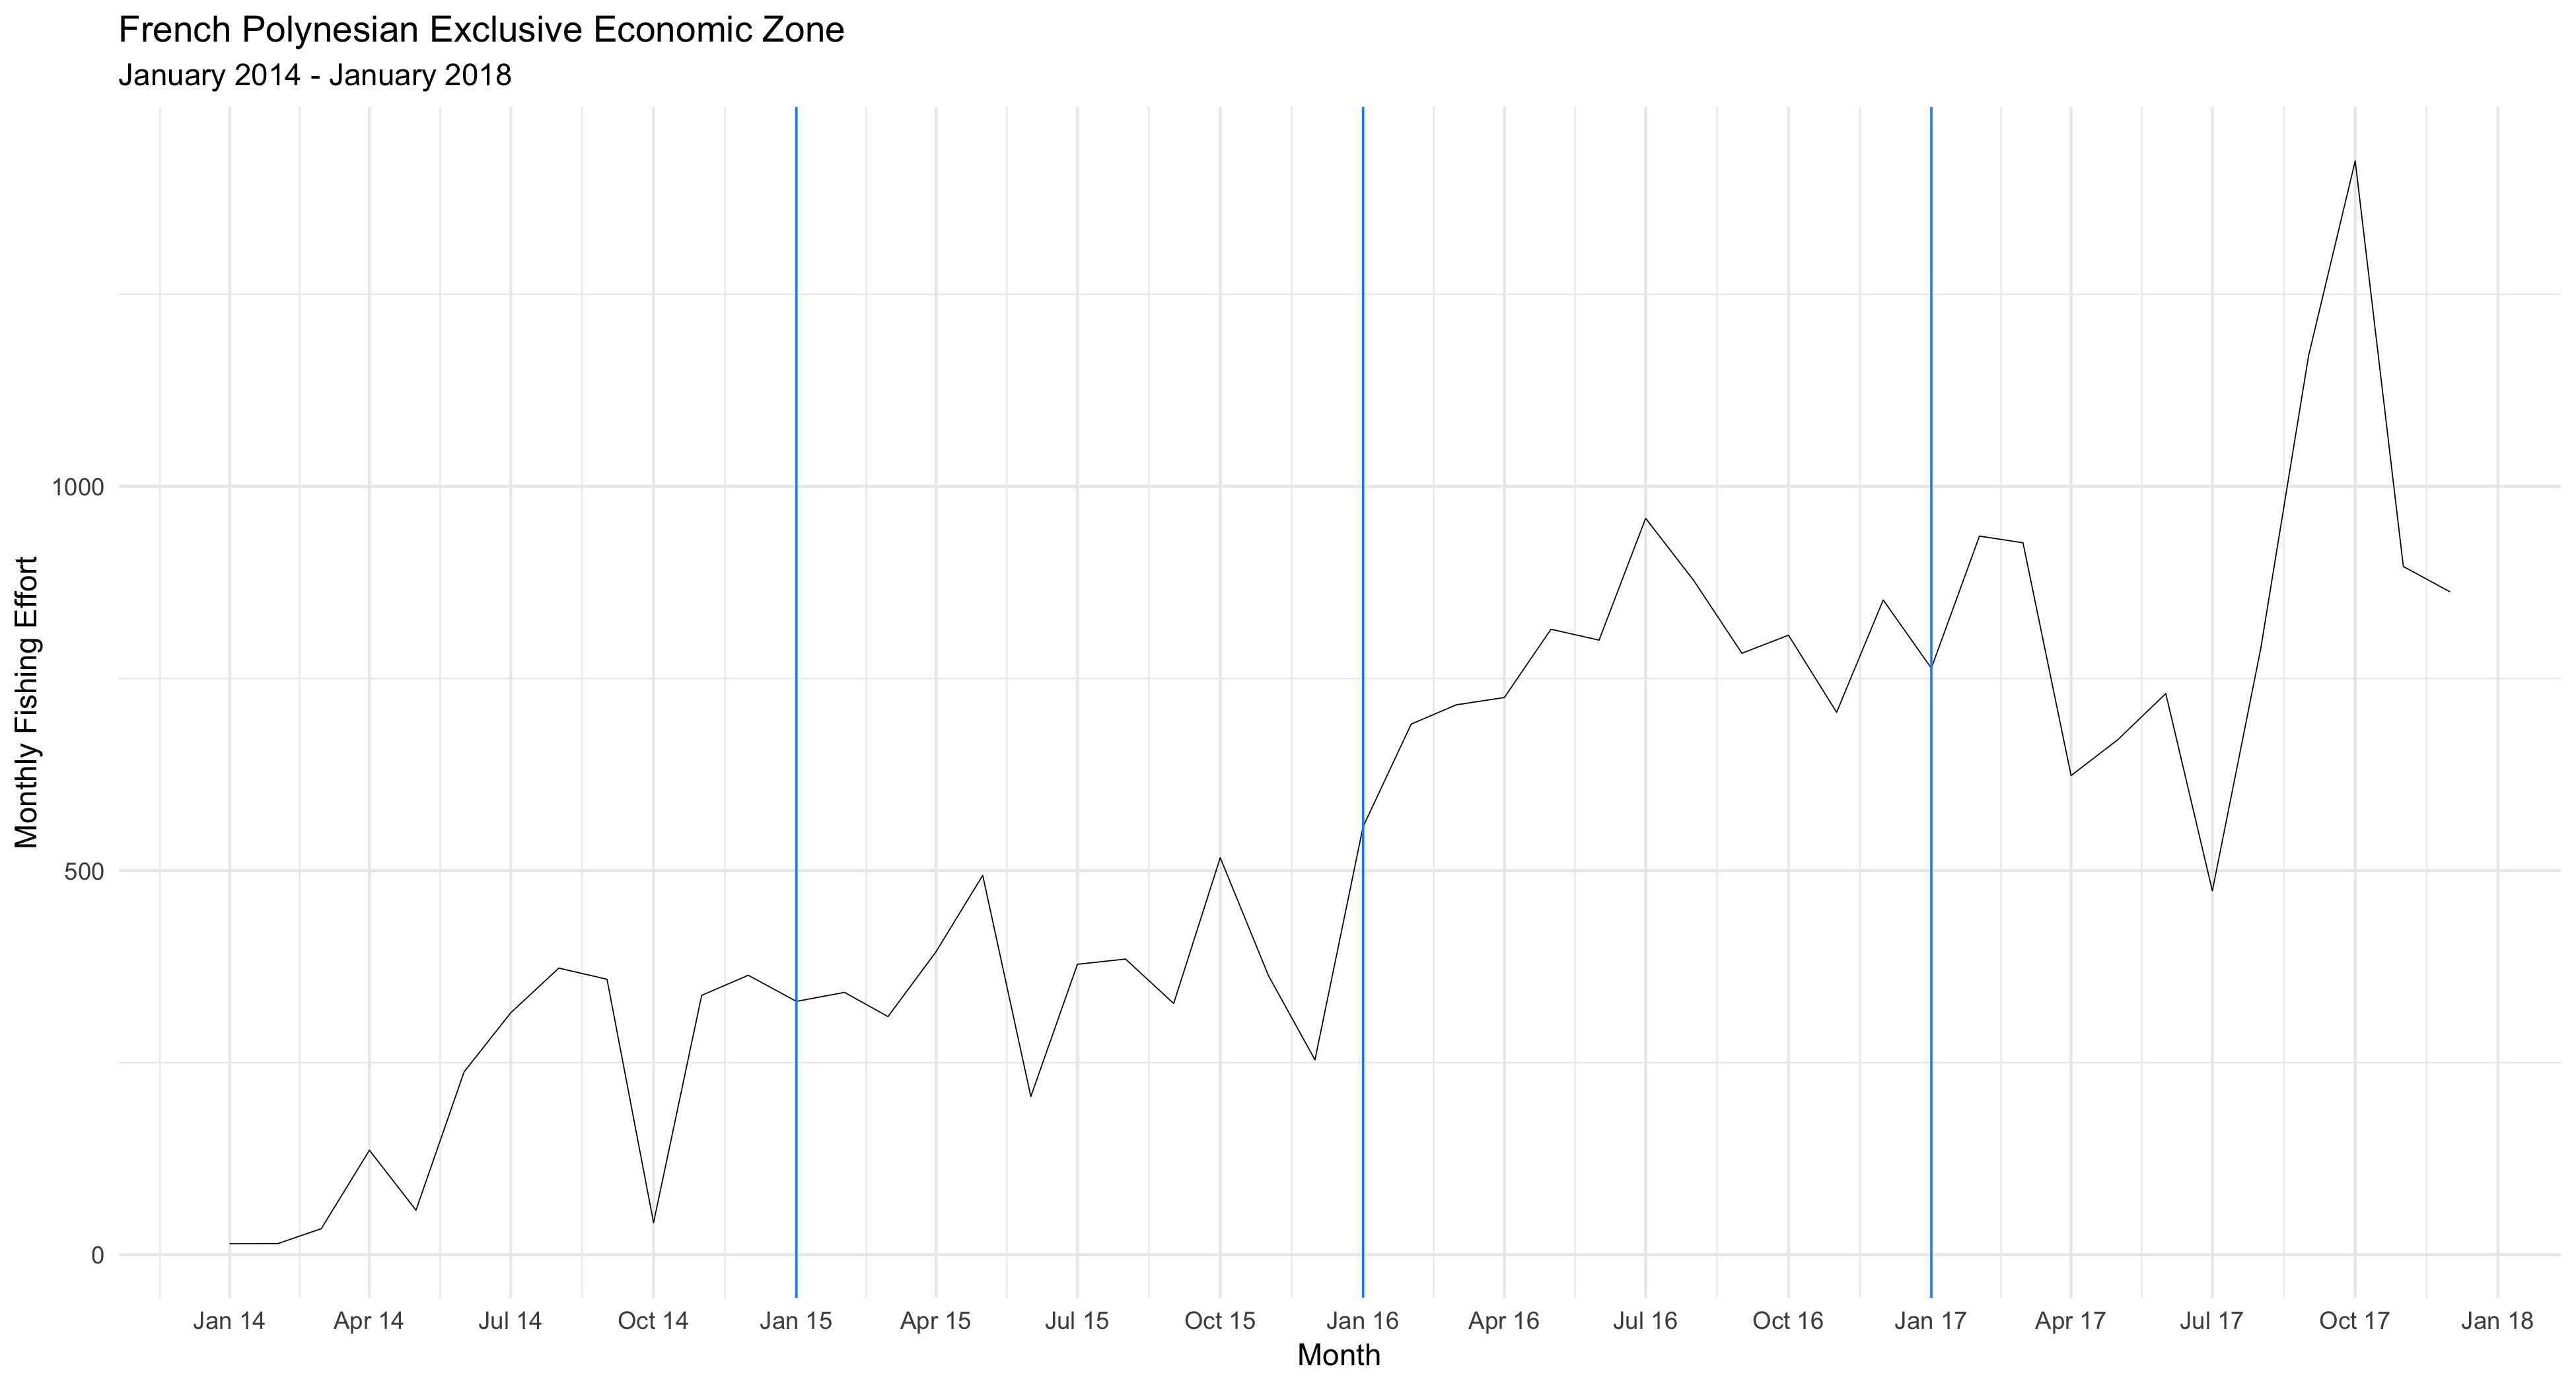 French Polynesian Exclusive Economic Zone
January 2014 - January 2018
Monthly Fishing Effort
1000
500
0
Jan 14 Apr 14 Jul 14 Oct 14 Jan 15 Apr 15 Jul 15 Oct 15 Jan 16 Apr 16 Jul 16 Oct 16 Jan 17 Apr 17 Jul 17 Oct 17 Jan 18
Month